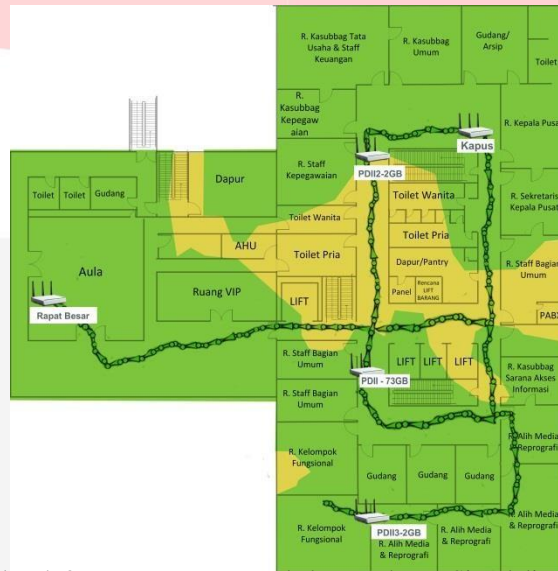 R. Kasubbag Tata
Usaha & Staff
Keuangan
R. Kasubbag
Umum
Gudang/
Arsip
Toilet
R.
Kasubbag
Kepegaw
aian
R. Kepala Pusat
Kapus
PDII2-2GB
R. Staff
Kepegawaian
Dapur
Toilet
Toilet
Gudang
Toilet Wanita
R. Sekretaris
Kepala Pusat
Toilet Wanita
Toilet Pria
AHU
Toilet Pria
Dapur/Pantry
R. Staff Bagian
Umum
Aula
Ruang VIP
LIFT
Panel
Rencana
LIFT
BARANG
PABX
Rapat Besar
R. Staff Bagian
Umum
LIFT
LIFT
LIFT
R. Kasubbag
Sarana Akses
Informasi
PDII - 73GB
R. Staff Bagian
Umum
R. Kelompok
Fungsional
Gudang
Gudang
Gudang
R. Alih Media
& Reprografi
R. Kelompok
Fungsional
PDII3-2GB
R. Alih Media
& Reprografi
R. Alih Media
& Reprografi
R. Alih Media
& Reprografi